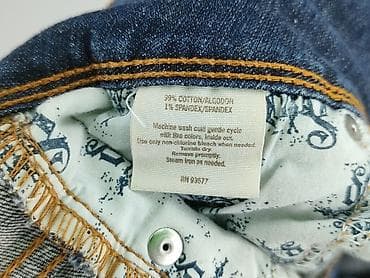 99% COTTON/ALGODON
1% SPANDEX/SPANDEX
Machine wash cold gentle cycle
with like colors, inside out.
Use only non-chlorine bleach when needed.
Tumble dry.
Remove promptly.
Steam iron as needed.
RN 93677